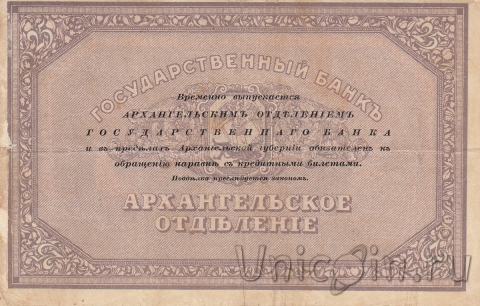 ГОСУДАРСТВЕННЫЙ БАНКЪ
Временно выпускается
АРХАНГЕЛЬСКИМЪ ОТДѢЛЕНІЕМЪ
ГОСУДАРСТВЕННАГО БАНКА
и въ предѣлахъ Архангельской губерніи обязателенъ къ
обращенію наравнѣ съ кредитными билетами.
Поддѣлка преслѣдуется закономъ.
АРХАНГЕЛЬСКОЕ
ОТДѢЛЕНІЕ
Unicoin.ru